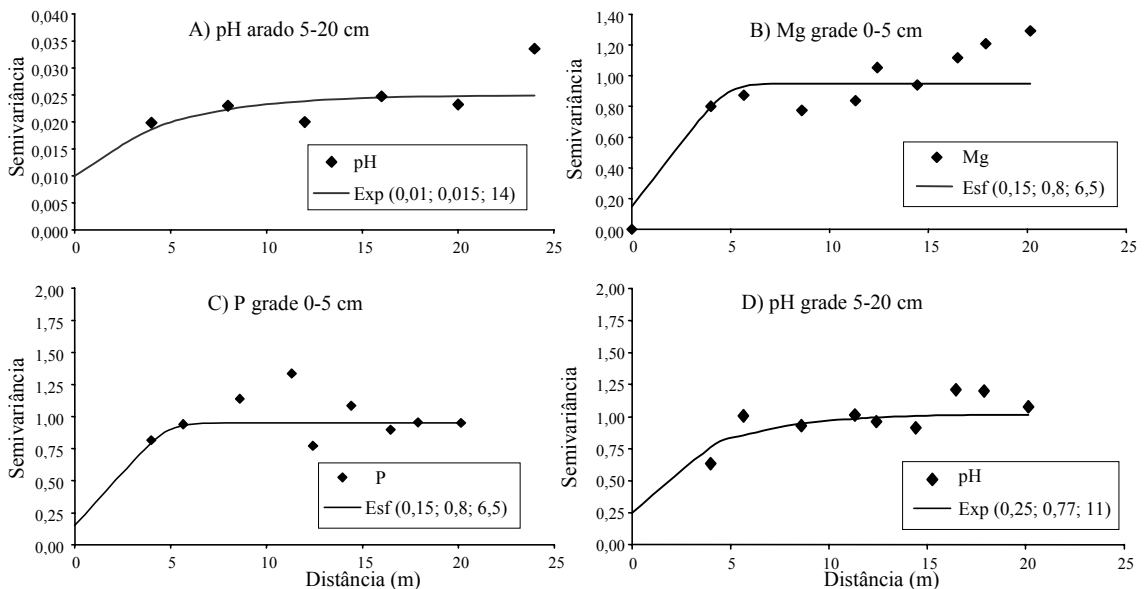 A) pH arado 5-20 cm
Semivariância
0,040
0,035
0,030
0,025
0,020
0,015
0,010
0,005
0,000
0 5 10 15 20 25
pH
Exp (0,01; 0,015; 14)
B) Mg grade 0-5 cm
Semivariância
1,40
1,20
1,00
0,80
0,60
0,40
0,20
0,00
0 5 10 15 20 25
Mg
Esf (0,15; 0,8; 6,5)
C) P grade 0-5 cm
Semivariância
2,00
1,75
1,50
1,25
1,00
0,75
0,50
0,25
0,00
0 5 10 15 20 25
Distância (m)
P
Esf (0,15; 0,8; 6,5)
D) pH grade 5-20 cm
Semivariância
2,00
1,75
1,50
1,25
1,00
0,75
0,50
0,25
0,00
0 5 10 15 20 25
Distância (m)
pH
Exp (0,25; 0,77; 11)